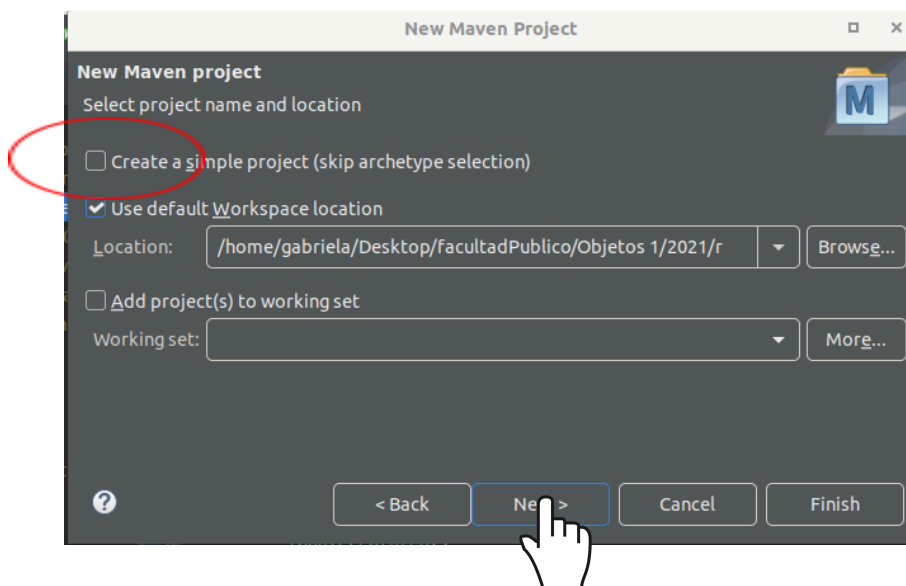 New Maven Project
New Maven project
Select project name and location
M
Create a simple project (skip archetype selection)
Use default Workspace location
Location: /home/gabriela/Desktop/facultadPublico/Objetos 1/2021/r Browse...
Add project(s) to working set
Working set: More...
? < Back > Cancel Finish